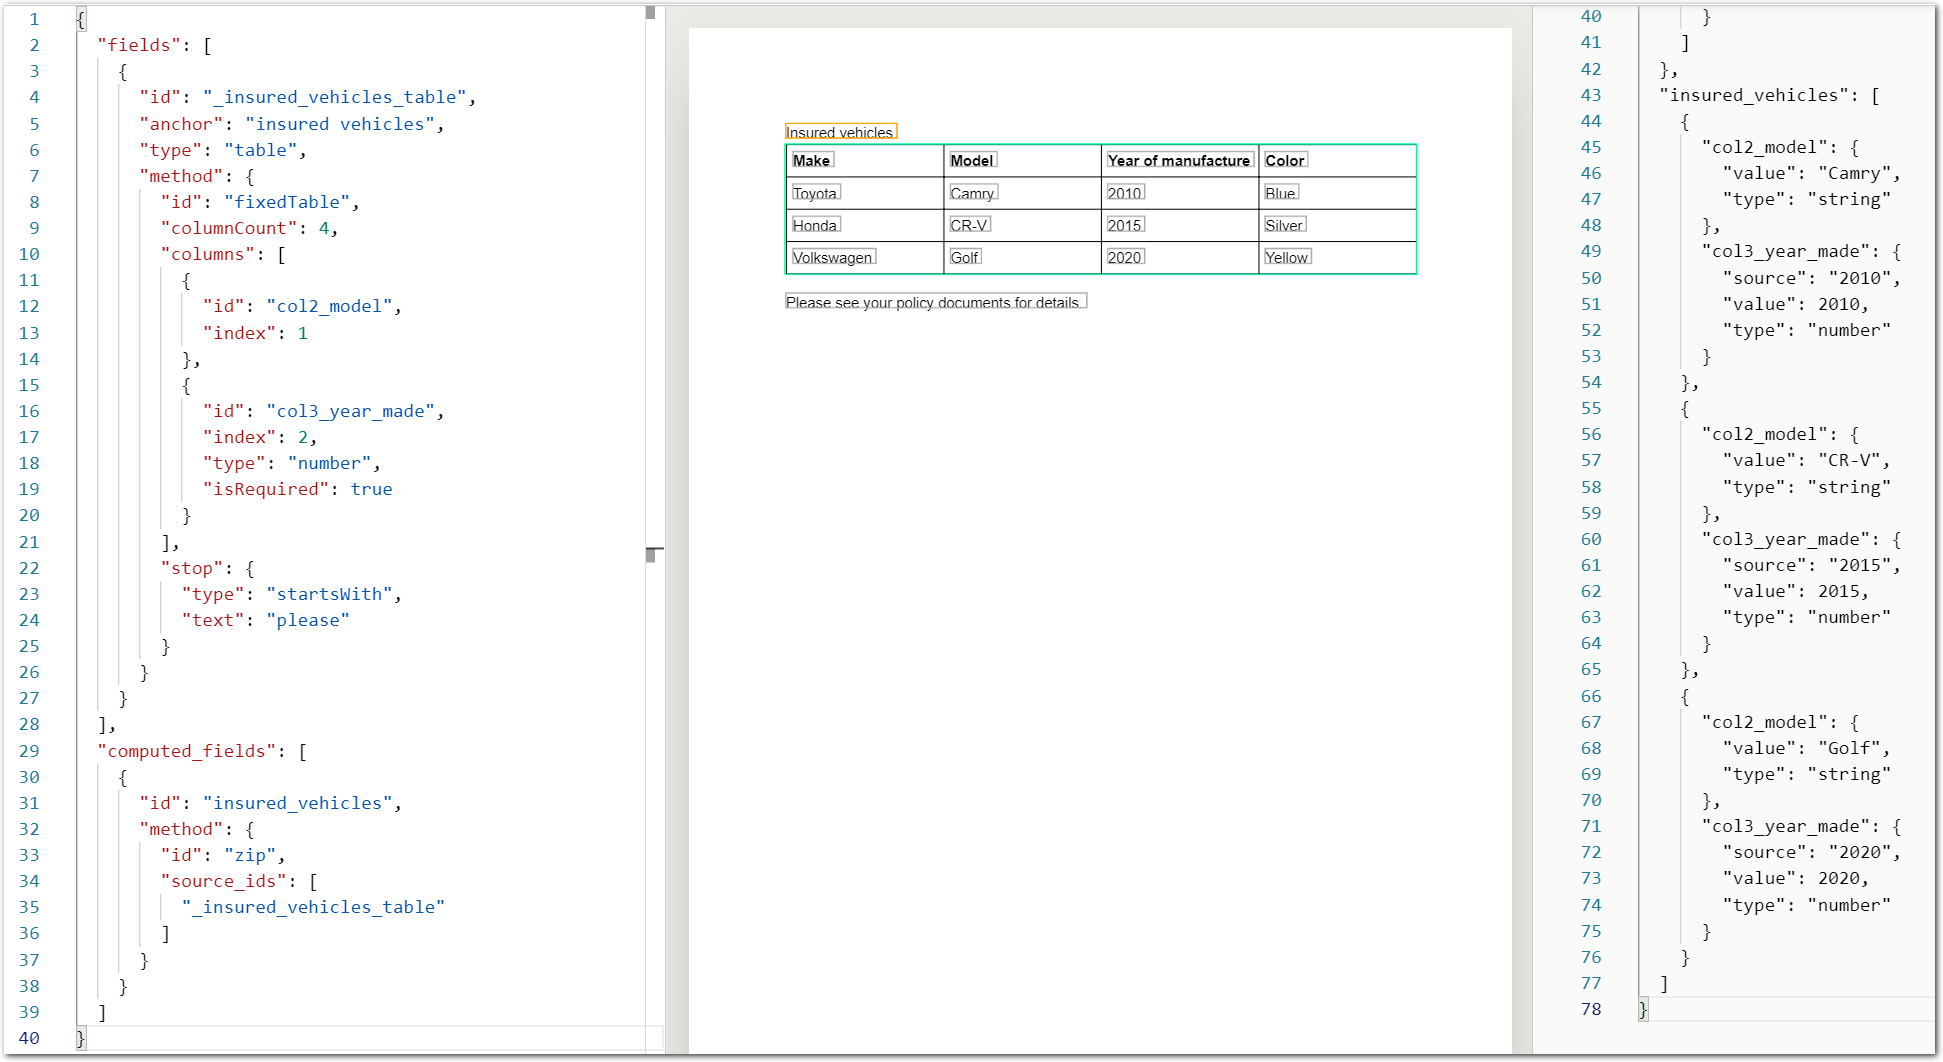 1 {
2 "fields": [
3 {
4 "id": "_insured_vehicles_table",
5 "anchor": "insured vehicles",
6 "type": "table",
7 "method": {
8 "id": "fixedTable",
9 "columnCount": 4,
10 "columns": [
11 {
12 "id": "col2_model",
13 "index": 1
14 },
15 {
16 "id": "col3_year_made",
17 "index": 2,
18 "type": "number",
19 "isRequired": true
20 }
21 ],
22 "stop": {
23 "type": "startsWith",
24 "text": "please"
25 }
26 }
27 }
28 ],
29 "computed_fields": [
30 {
31 "id": "insured_vehicles",
32 "method": {
33 "id": "zip",
34 "source_ids": [
35 "_insured_vehicles_table"
36 ]
37 }
38 }
39 ]
40 }
Insured vehicles
Make Model Year of manufacture Color
Toyota Camry 2010 Blue
Honda CR-V 2015 Silver
Volkswagen Golf 2020 Yellow
Please see your policy documents for details
40 }
41 ]
42 },
43 "insured_vehicles": [
44 {
45 "col2_model": {
46 "value": "Camry",
47 "type": "string"
48 },
49 "col3_year_made": {
50 "source": "2010",
51 "value": 2010,
52 "type": "number"
53 }
54 },
55 {
56 "col2_model": {
57 "value": "CR-V",
58 "type": "string"
59 },
60 "col3_year_made": {
61 "source": "2015",
62 "value": 2015,
63 "type": "number"
64 }
65 },
66 {
67 "col2_model": {
68 "value": "Golf",
69 "type": "string"
70 },
71 "col3_year_made": {
72 "source": "2020",
73 "value": 2020,
74 "type": "number"
75 }
76 }
77 ]
78 }